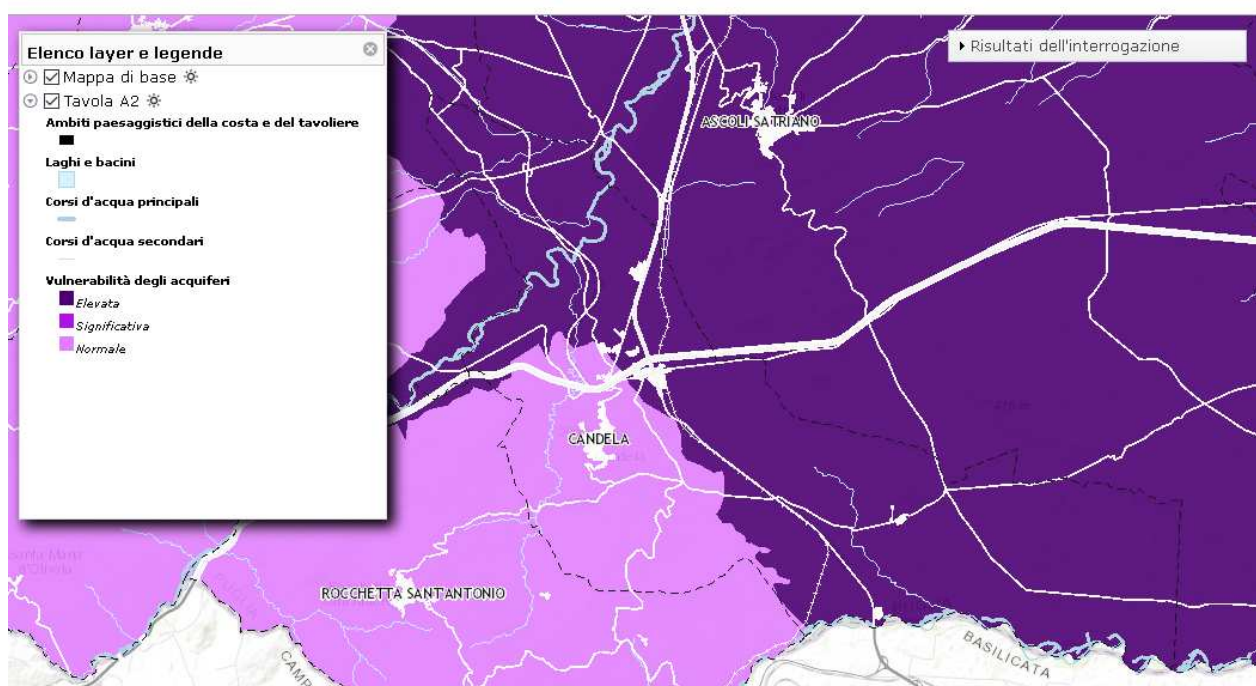 Elenco layer e legende
Mappa di base
Tavola A2
Ambiti paesaggistici della costa e del tavoliere
Laghi e bacini
Corsi d'acqua principali
Corsi d'acqua secondari
Vulnerabilità degli acquiferi
Elevata
Significativa
Normale
Risultati dell'interrogazione
ASCOLI SATRIANO
CANDELA
ROCCHETTA SANT'ANTONIO
PUGLIA
BASILICATA